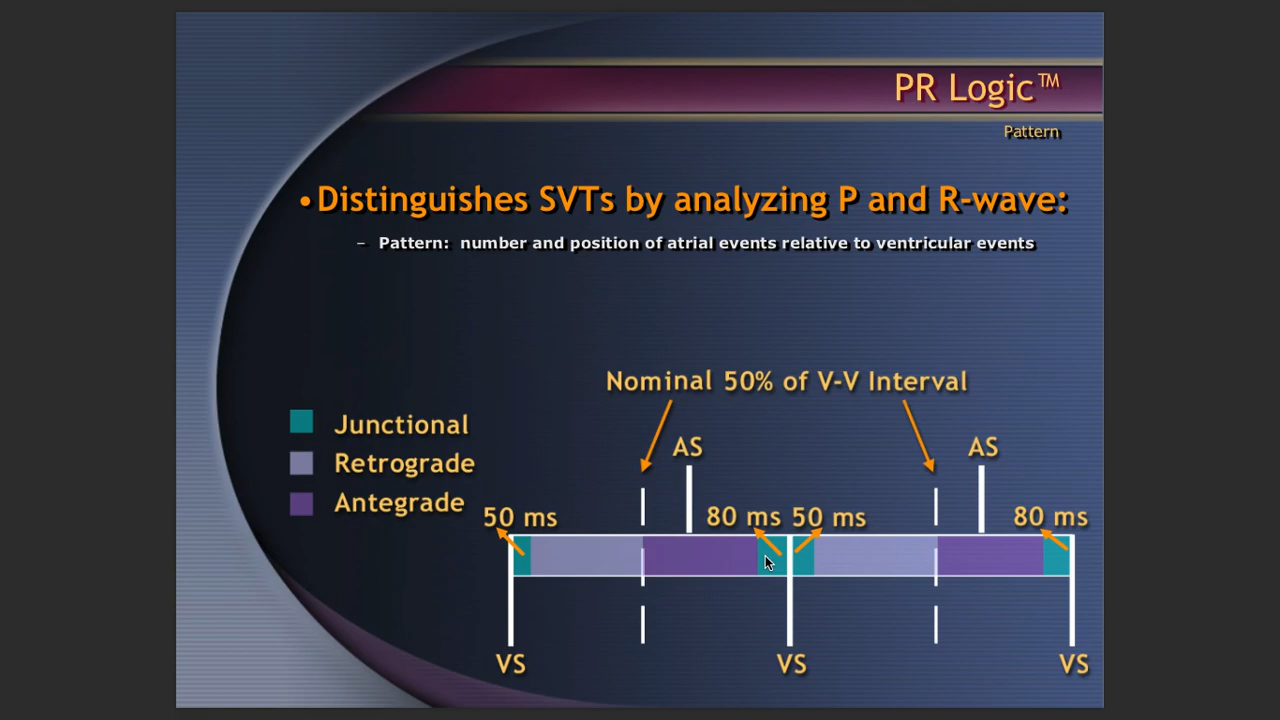 PR Logic™
Pattern
• Distinguishes SVTs by analyzing P and R-wave:
– Pattern: number and position of atrial events relative to ventricular events
Nominal 50% of V-V Interval
Junctional
Retrograde
Antegrade
AS
AS
50 ms
80 ms
50 ms
80 ms
VS
VS
VS